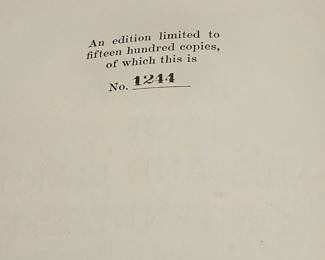 An edition limited to
fifteen hundred copies,
of which this is
No. 1244